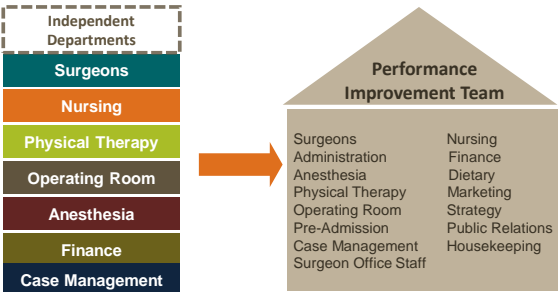 Independent
Departments
Surgeons
Nursing
Physical Therapy
Operating Room
Anesthesia
Finance
Case Management
Performance
Improvement Team
Surgeons
Administration
Anesthesia
Physical Therapy
Operating Room
Pre-Admission
Case Management
Surgeon Office Staff
Nursing
Finance
Dietary
Marketing
Strategy
Public Relations
Housekeeping